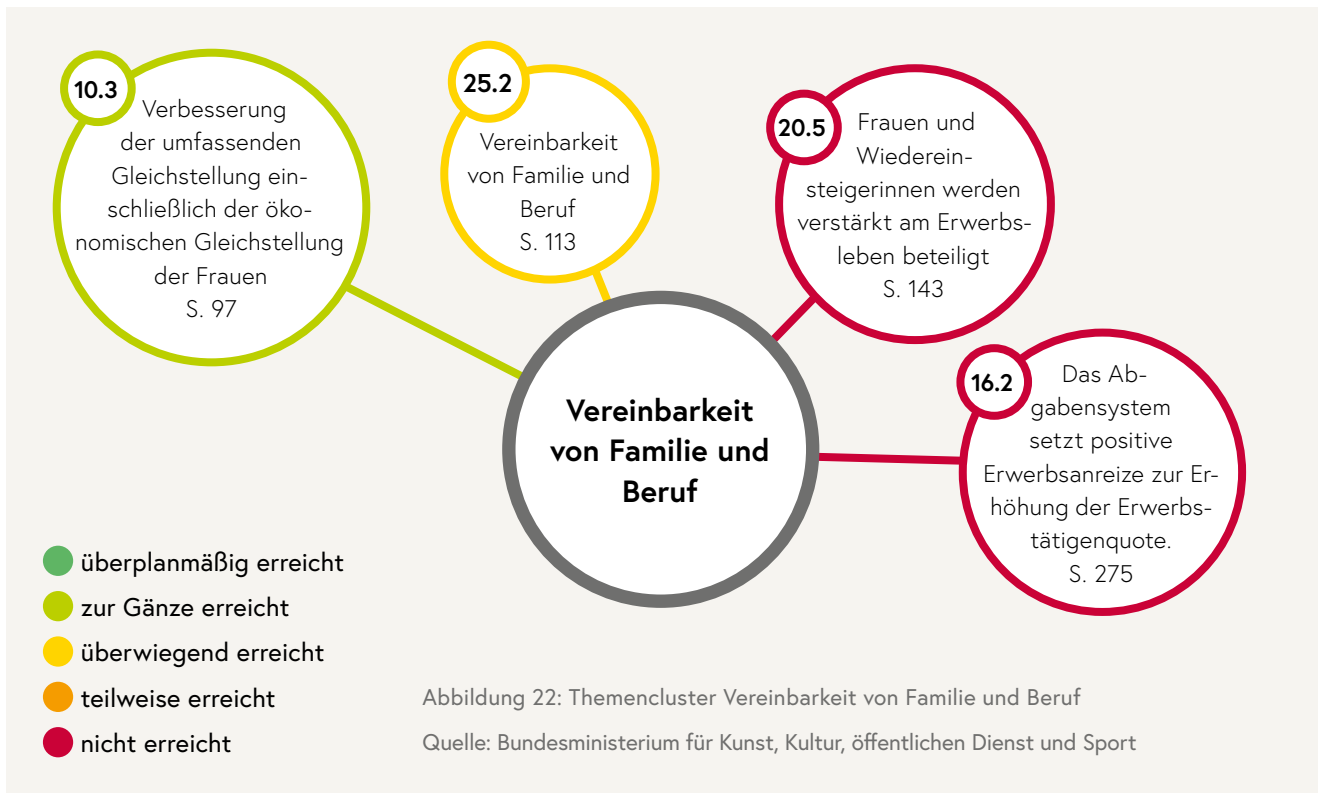 10.3
Verbesserung
der umfassenden
Gleichstellung ein-
schließlich der öko-
nomischen Gleichstellung
der Frauen
S. 97
25.2
Vereinbarkeit
von Familie und
Beruf
S. 113
20.5
Frauen und
Wiederein-
steigerinnen werden
verstärkt am Erwerbs-
leben beteiligt
S. 143
16.2
Das Ab-
gabensystem
setzt positive
Erwerbsanreize zur Er-
höhung der Erwerbs-
tätigenquote.
S. 275
Vereinbarkeit
von Familie und
Beruf
überplanmäßig erreicht
zur Gänze erreicht
überwiegend erreicht
teilweise erreicht
nicht erreicht
Abbildung 22: Themencluster Vereinbarkeit von Familie und Beruf
Quelle: Bundesministerium für Kunst, Kultur, öffentlichen Dienst und Sport